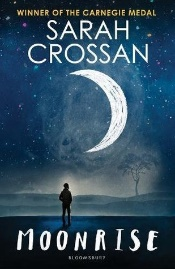 WINNER OF THE CARNEGIE MEDAL
SARAH
CROSSAN
MOONRISE
BLOOMSBURY